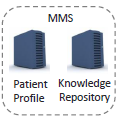 MMS
Patient Knowledge
Profile Repository